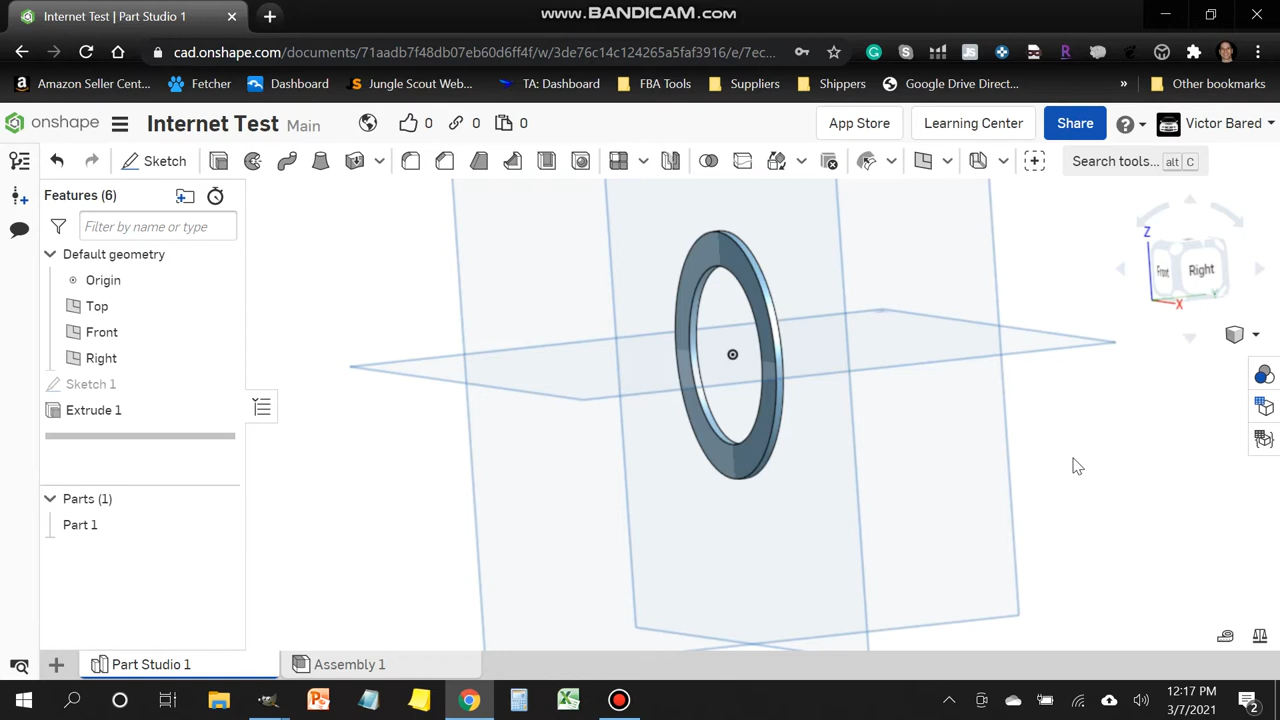 www.BANDICAM.com
Internet Test | Part Studio 1
cad.onshape.com/documents/71aadb7f48db07eb60d6ff4f/w/3de76c14c124265a5faf3916/e/7ec...
Amazon Seller Cent...
Fetcher
Dashboard
Jungle Scout Web...
TA: Dashboard
FBA Tools
Suppliers
Shippers
Google Drive Direct...
»
Other bookmarks
onshape
Internet Test Main
0
0
0
App Store
Learning Center
Share
Victor Bared
Sketch
Search tools... alt C
Features (6)
Filter by name or type
Default geometry
Origin
Top
Front
Right
Sketch 1
Extrude 1
Parts (1)
Part 1
Z
Front
Right
X
Y
Part Studio 1
Assembly 1
12:17 PM
3/7/2021
2